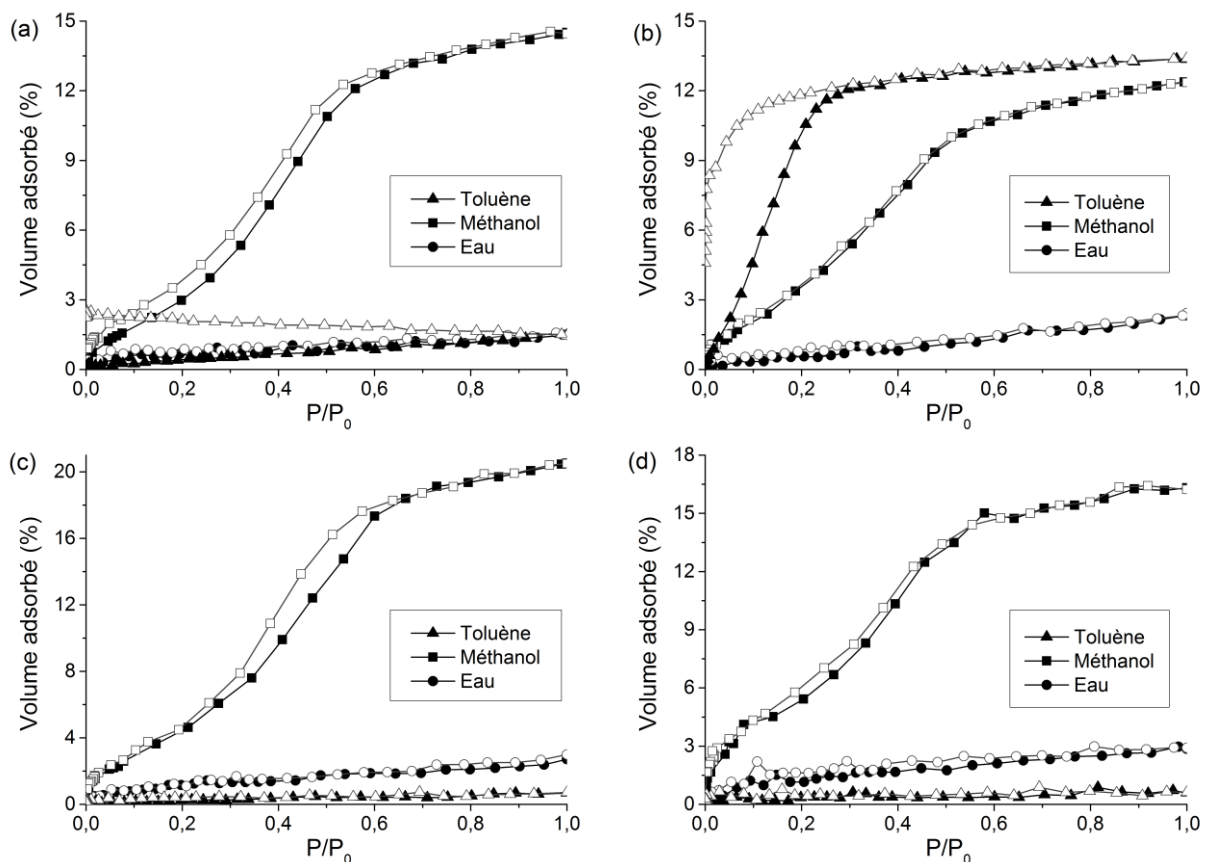 (a)
Volume adsorbé (%)
15
12
9
6
3
0
Toluène
Méthanol
Eau
0,0 0,2 0,4 0,6 0,8 1,0
P/P0
(b)
Volume adsorbé (%)
15
12
9
6
3
0
Toluène
Méthanol
Eau
0,0 0,2 0,4 0,6 0,8 1,0
P/P0
(c)
Volume adsorbé (%)
20
16
12
8
4
0
Toluène
Méthanol
Eau
0,0 0,2 0,4 0,6 0,8 1,0
P/P0
(d)
Volume adsorbé (%)
18
15
12
9
6
3
0
Toluène
Méthanol
Eau
0,0 0,2 0,4 0,6 0,8 1,0
P/P0